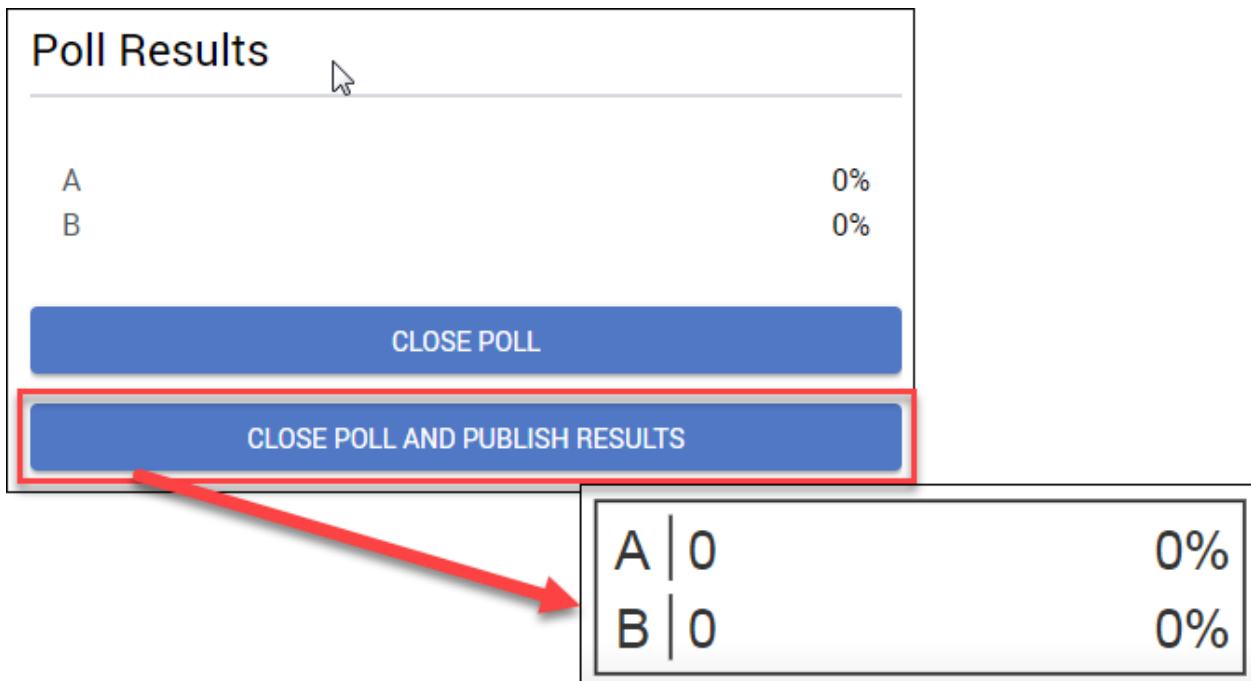 Poll Results
A 0%
B 0%
CLOSE POLL
CLOSE POLL AND PUBLISH RESULTS
A 0 0%
B 0 0%